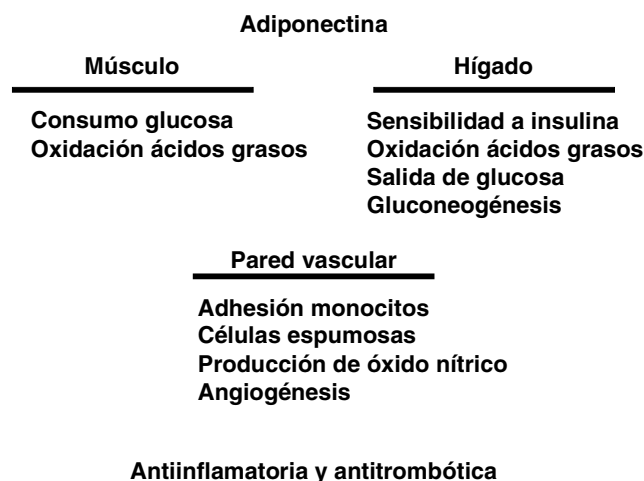 Adiponectina
Músculo
Consumo glucosa
Oxidación ácidos grasos
Hígado
Sensibilidad a insulina
Oxidación ácidos grasos
Salida de glucosa
Gluconeogénesis
Pared vascular
Adhesión monocitos
Células espumosas
Producción de óxido nítrico
Angiogénesis
Antiinflamatoria y antitrombótica